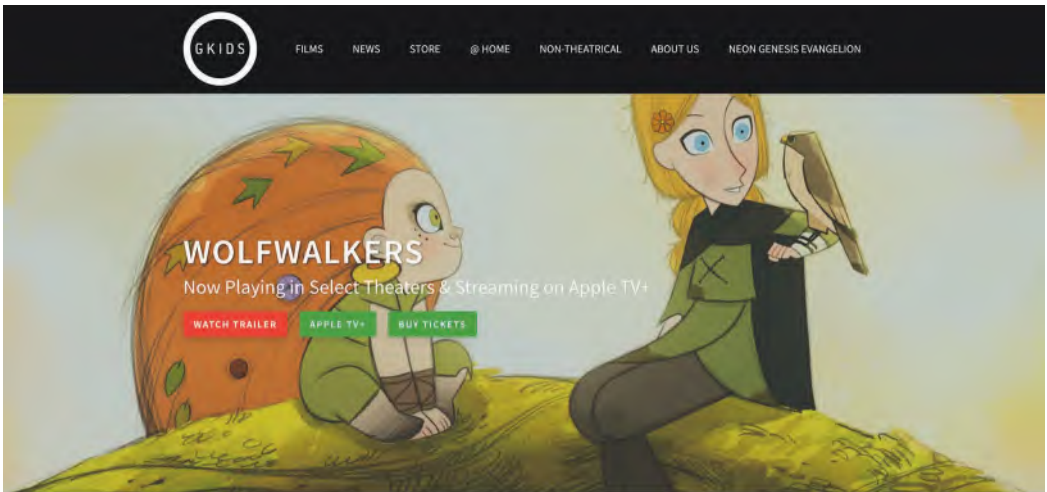 GKIDS
FILMS NEWS STORE @ HOME NON-THEATRICAL ABOUT US NEON GENESIS EVANGELION
WOLFWALKERS
Now Playing in Select Theaters & Streaming on Apple TV+
WATCH TRAILER APPLE TV+ BUY TICKETS